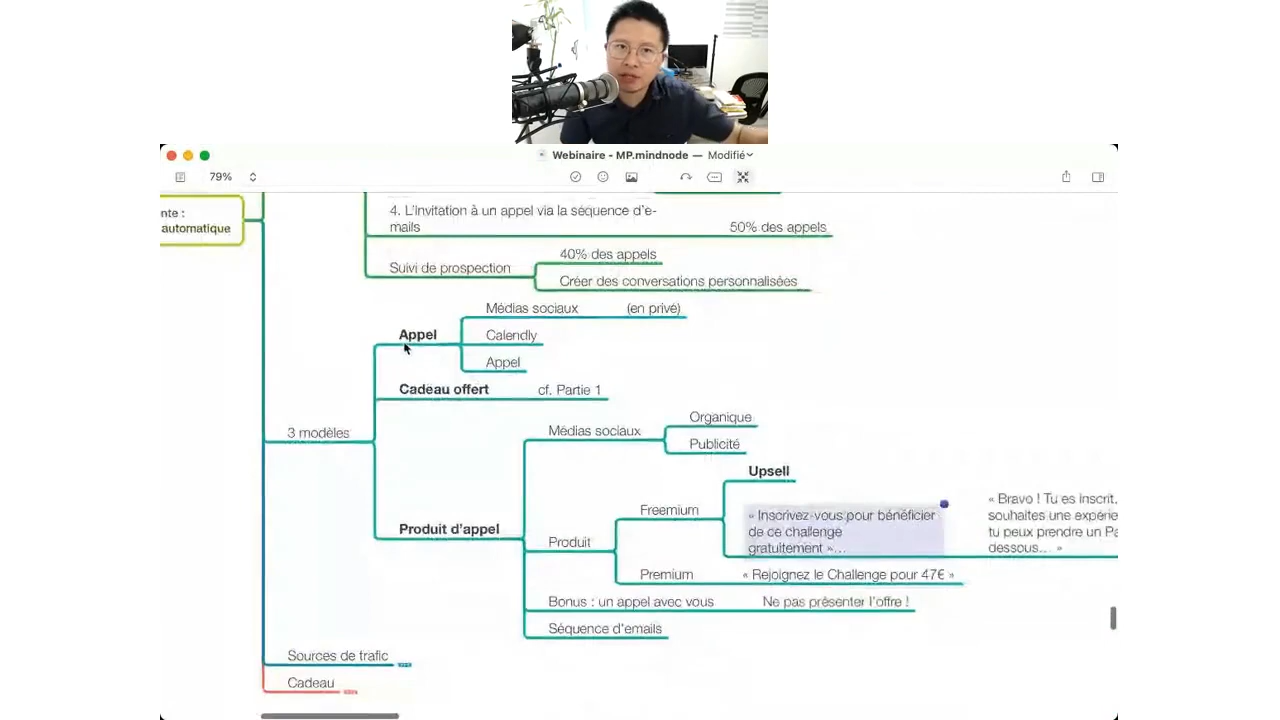 Webinaire - MP.mindnode — Modifié
79%
nte :
automatique
4. L'invitation à un appel via la séquence d'e-
mails
50% des appels
Suivi de prospection
40% des appels
Créer des conversations personnalisées
3 modèles
Appel
Médias sociaux (en privé)
Calendly
Appel
Cadeau offert cf. Partie 1
Produit d'appel
Médias sociaux
Organique
Publicité
Produit
Freemium
Upsell
« Inscrivez-vous pour bénéficier
de ce challenge
gratuitement »...
« Bravo ! Tu es inscrit.
souhaites une expérie
tu peux prendre un Pa
dessous... »
Premium « Rejoignez le Challenge pour 47€ »
Bonus : un appel avec vous Ne pas présenter l'offre !
Séquence d'emails
Sources de trafic
Cadeau